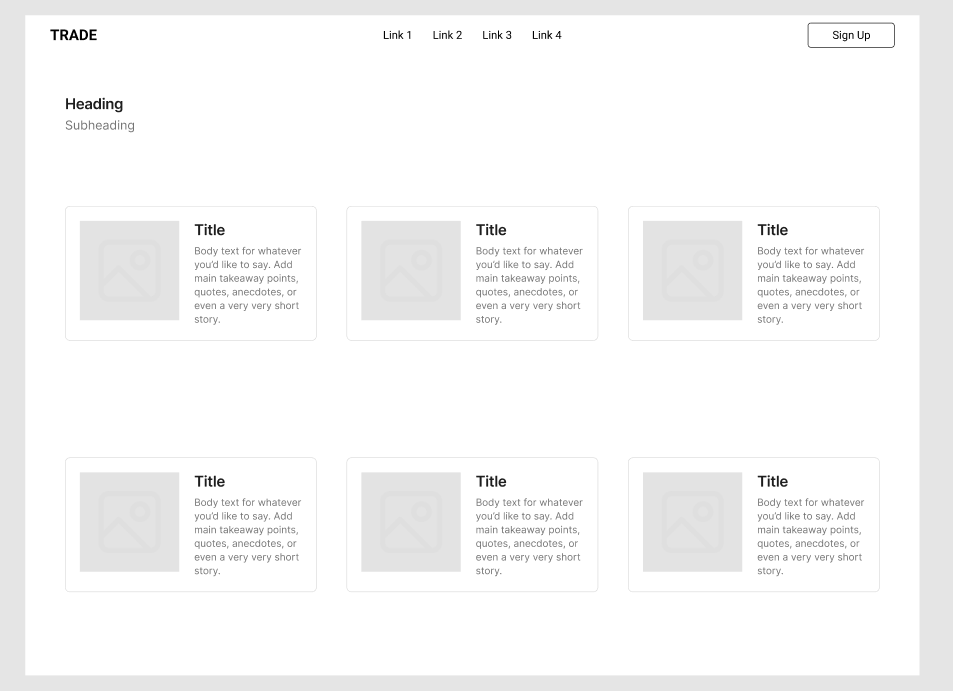 TRADE
Link 1 Link 2 Link 3 Link 4
Sign Up
Heading
Subheading
Title
Body text for whatever
you'd like to say. Add
main takeaway points,
quotes, anecdotes, or
even a very very short
story.
Title
Body text for whatever
you'd like to say. Add
main takeaway points,
quotes, anecdotes, or
even a very very short
story.
Title
Body text for whatever
you'd like to say. Add
main takeaway points,
quotes, anecdotes, or
even a very very short
story.
Title
Body text for whatever
you'd like to say. Add
main takeaway points,
quotes, anecdotes, or
even a very very short
story.
Title
Body text for whatever
you'd like to say. Add
main takeaway points,
quotes, anecdotes, or
even a very very short
story.
Title
Body text for whatever
you'd like to say. Add
main takeaway points,
quotes, anecdotes, or
even a very very short
story.